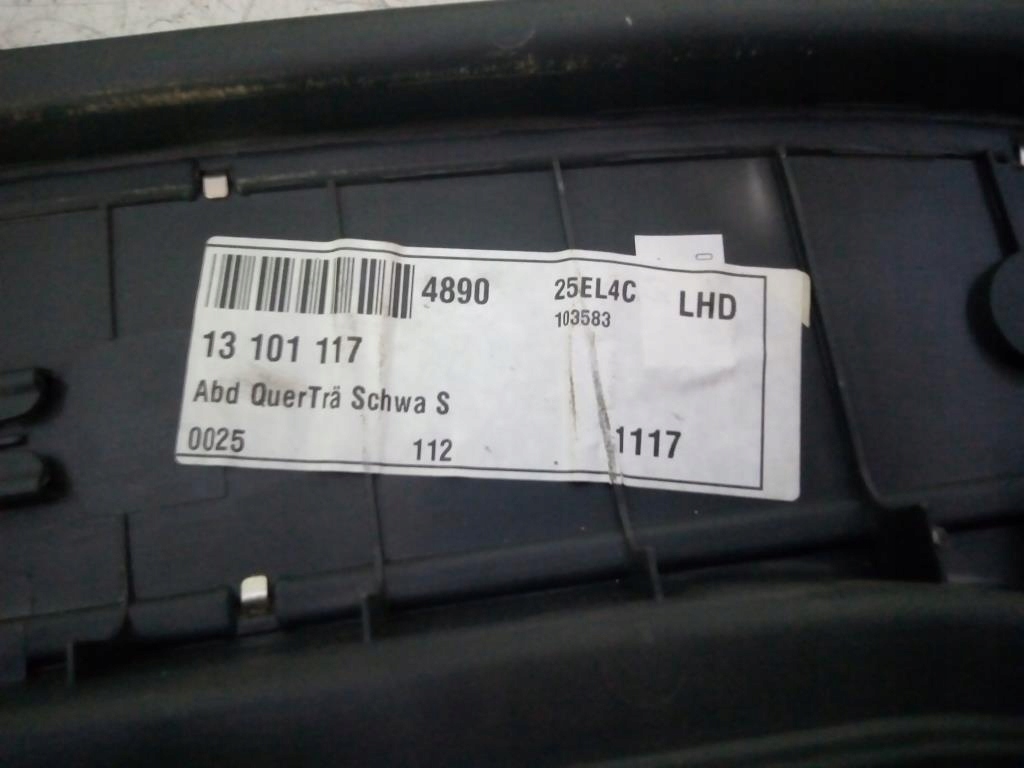 4890 25EL4C LHD
103583
13 101 117
Abd QuerTrä Schwa S
0025 112 1117